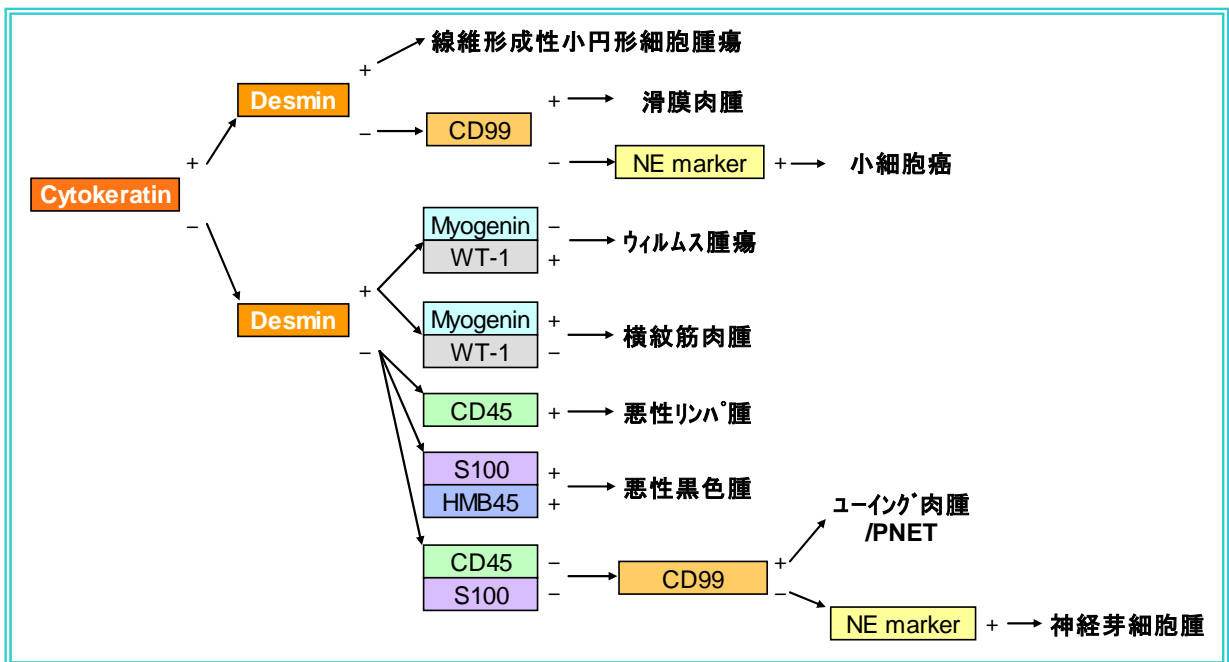 線維形成性小円形細胞腫瘍
+
Desmin
+
滑膜肉腫
−
CD99
+
−
NE marker
+
小細胞癌
Cytokeratin
−
Myogenin
−
ウィルムス腫瘍
WT-1
+
+
Desmin
Myogenin
+
横紋筋肉腫
−
WT-1
−
CD45
+
悪性リンパ腫
S100
+
悪性黒色腫
HMB45
+
ユーイング肉腫
/PNET
CD45
−
+
CD99
S100
−
−
NE marker
+
神経芽細胞腫